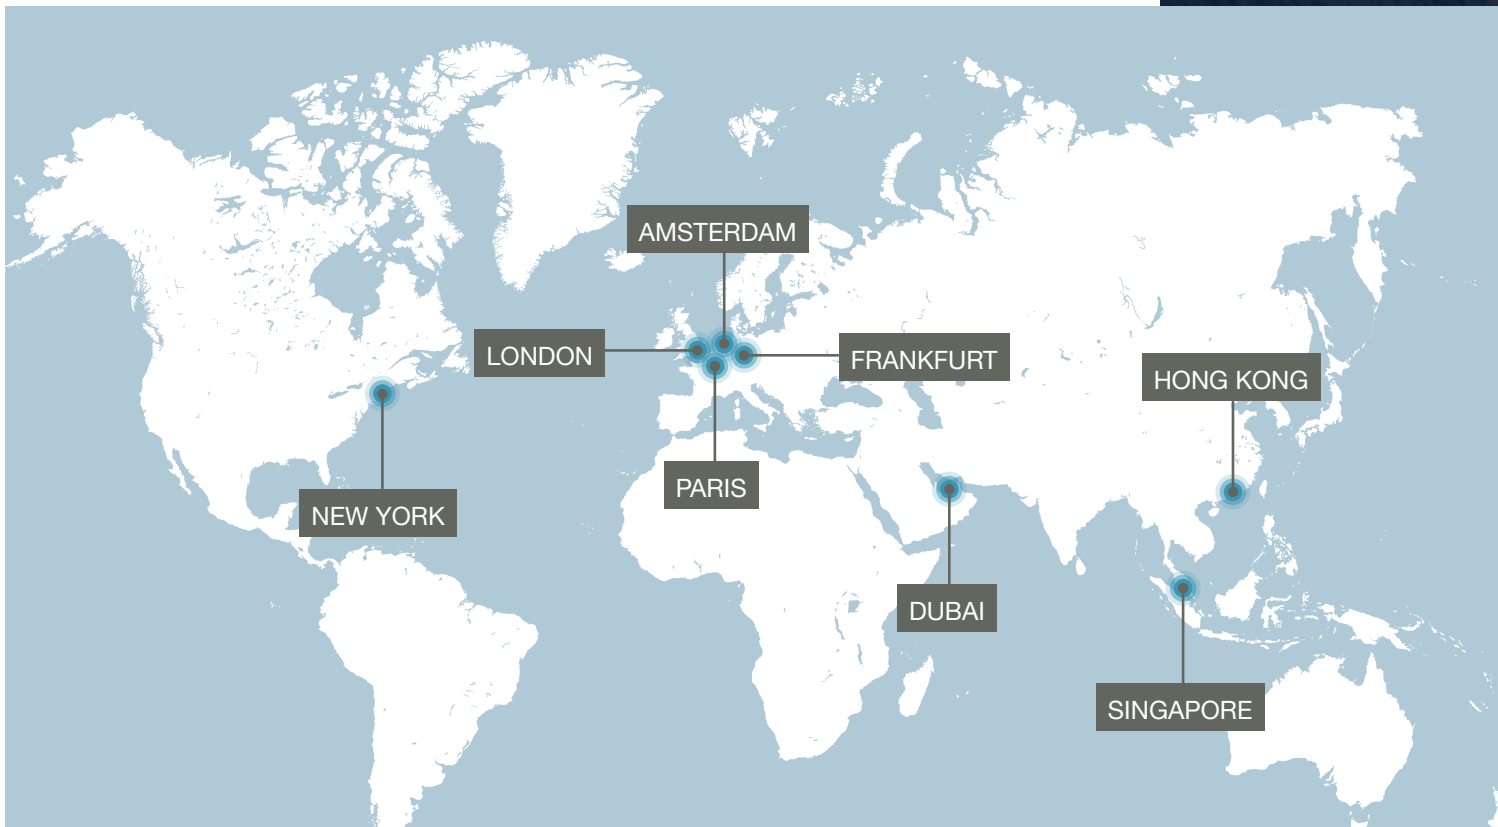 AMSTERDAM
LONDON
FRANKFURT
HONG KONG
PARIS
NEW YORK
DUBAI
SINGAPORE